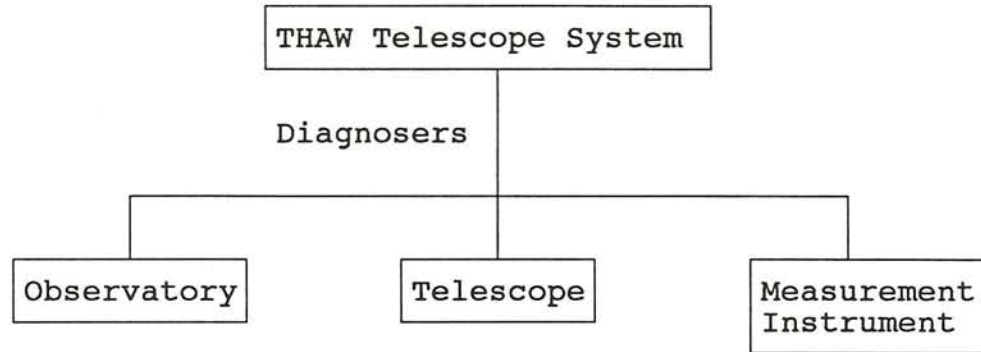 THAW Telescope System
Diagnosers
Observatory
Telescope
Measurement
Instrument